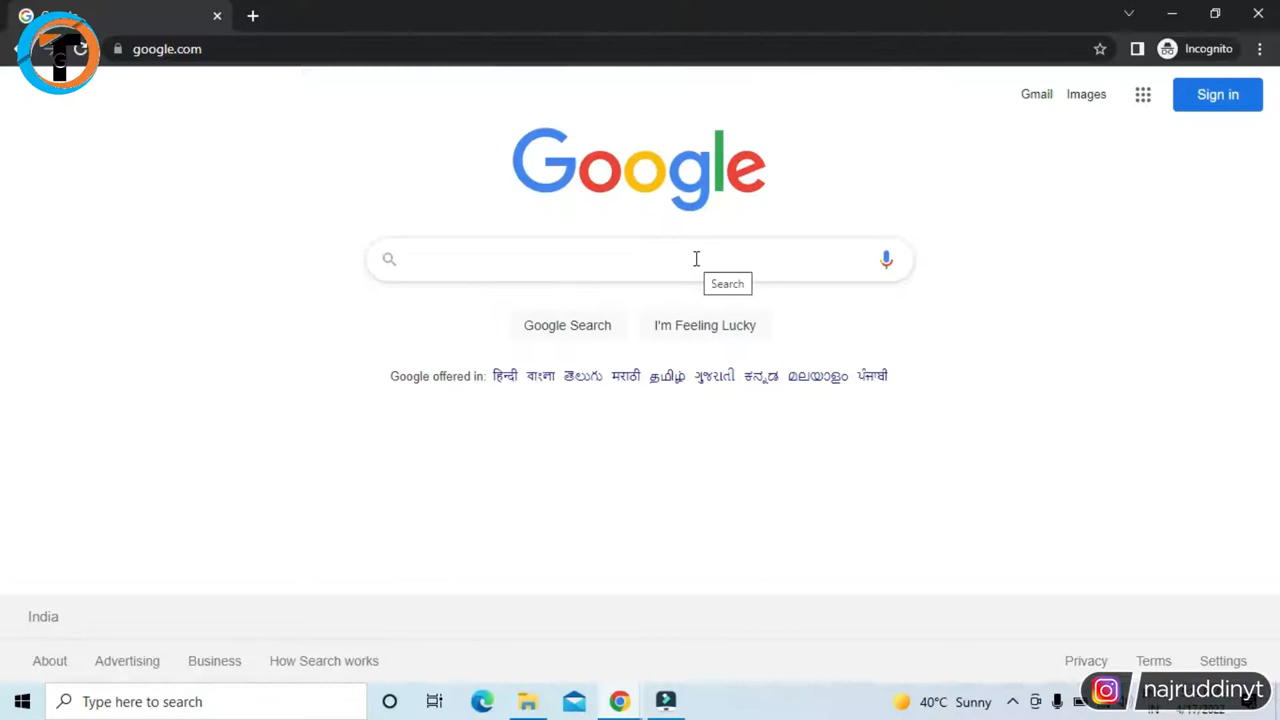 google.com
Incognito
Gmail Images Sign in
Google
Search
Google Search I'm Feeling Lucky
Google offered in: हिन्दी বাংলা తెలుగు मराठी தமிழ் ગુજરાતી ಕನ್ನಡ മലയാളം ਪੰਜਾਬੀ
India
About Advertising Business How Search works Privacy Terms Settings
Type here to search 40°C Sunny
najruddinyt